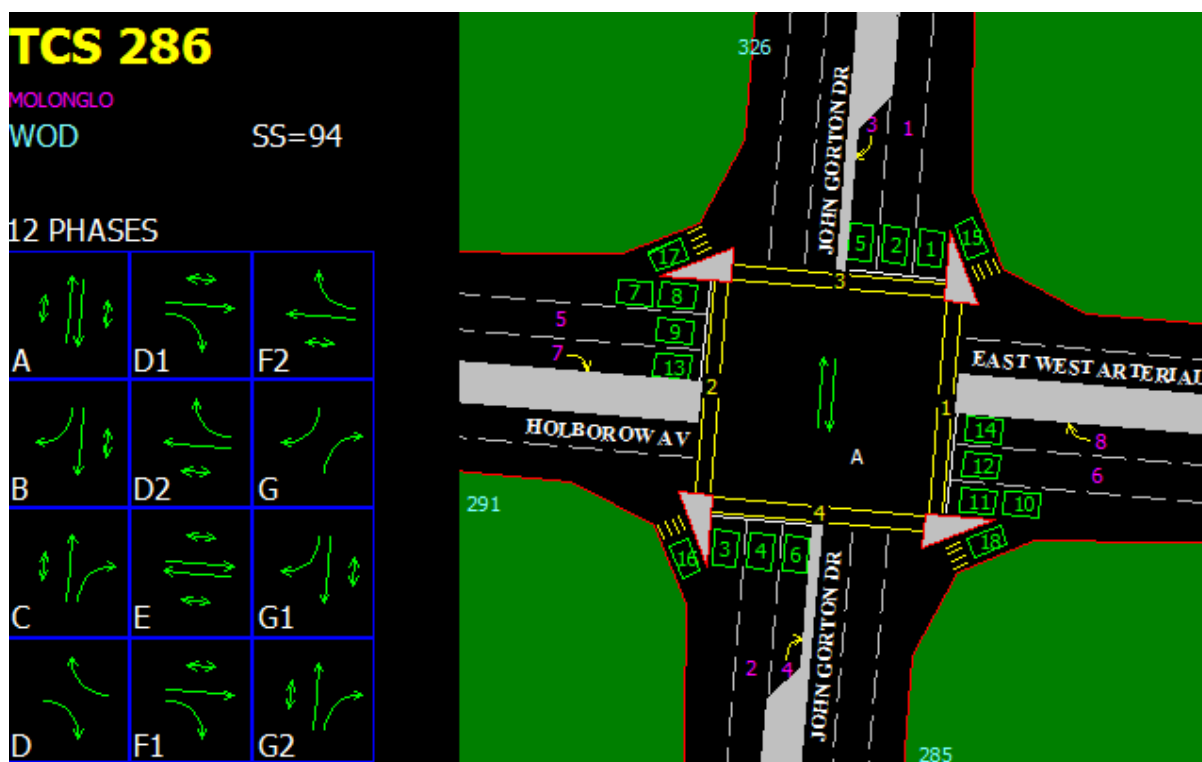 TCS 286
MOLONGLO
WOD SS=94
12 PHASES
A D1 F2
B D2 G
C E G1
D F1 G2
326
JOHN GORTON DR
3 1
5 2 1
15
17
3
7 8
5
9
7
13
2
HOLBOROW AV
291
EAST WEST ARTERIAL
1
14
8
12
6
11 10
A
4
3 4 6
16
18
2 4
JOHN GORTON DR
285